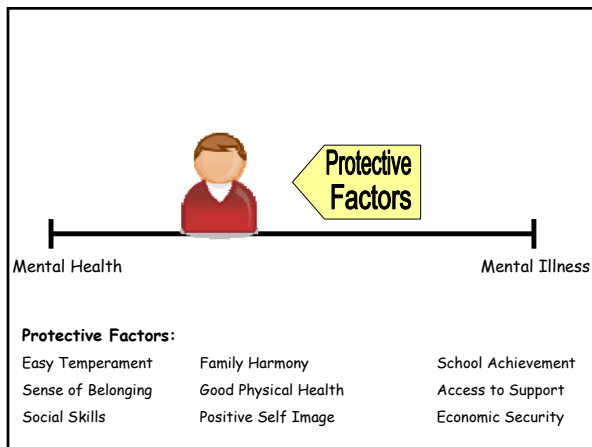 Protective
Factors
Mental Health
Mental Illness
Protective Factors:
Easy Temperament
Family Harmony
School Achievement
Sense of Belonging
Good Physical Health
Access to Support
Social Skills
Positive Self Image
Economic Security